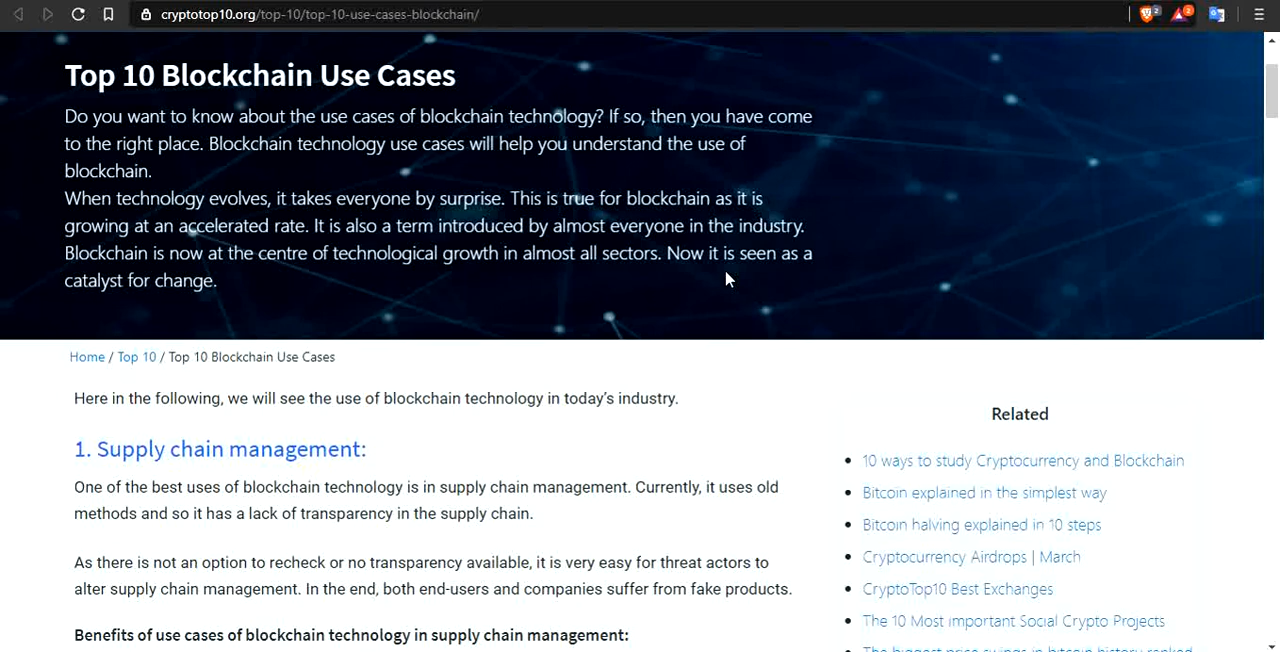 cryptotop10.org/top-10/top-10-use-cases-blockchain/
2
2
Top 10 Blockchain Use Cases
Do you want to know about the use cases of blockchain technology? If so, then you have come
to the right place. Blockchain technology use cases will help you understand the use of
blockchain.
When technology evolves, it takes everyone by surprise. This is true for blockchain as it is
growing at an accelerated rate. It is also a term introduced by almost everyone in the industry.
Blockchain is now at the centre of technological growth in almost all sectors. Now it is seen as a
catalyst for change.
Home / Top 10 / Top 10 Blockchain Use Cases
Here in the following, we will see the use of blockchain technology in today's industry.
1. Supply chain management:
One of the best uses of blockchain technology is in supply chain management. Currently, it uses old
methods and so it has a lack of transparency in the supply chain.
As there is not an option to recheck or no transparency available, it is very easy for threat actors to
alter supply chain management. In the end, both end-users and companies suffer from fake products.
Benefits of use cases of blockchain technology in supply chain management:
Related
10 ways to study Cryptocurrency and Blockchain
Bitcoin explained in the simplest way
Bitcoin halving explained in 10 steps
Cryptocurrency Airdrops | March
CryptoTop10 Best Exchanges
The 10 Most important Social Crypto Projects
The biggest price swings in bitcoin history ranked